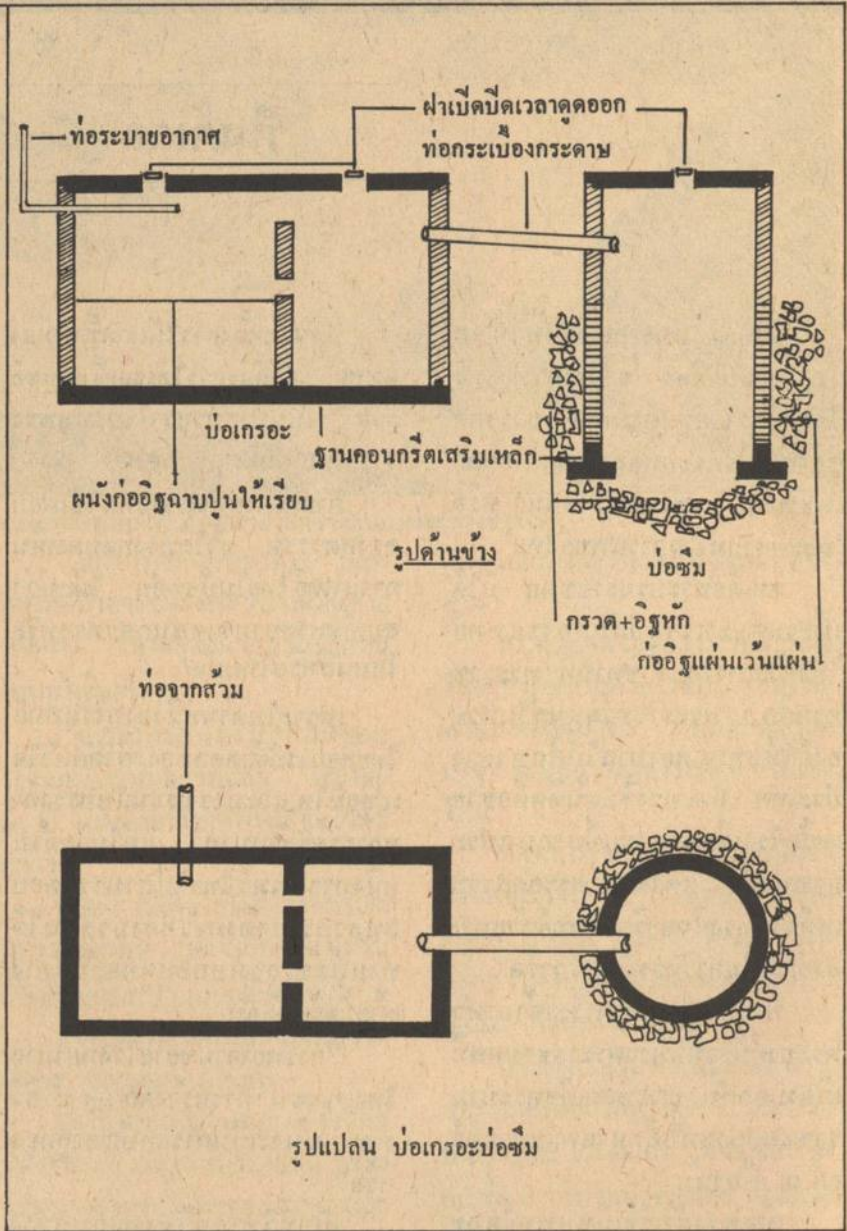 ฝาเปิดปิดเวลาดูดออก
ท่อระบายอากาศ
ท่อกระเบื้องกระดาษ
บ่อเกรอะ
ฐานคอนกรีตเสริมเหล็ก
ผนังก่ออิฐฉาบปูนให้เรียบ
รูปด้านข้าง
บ่อซึม
กรวด+อิฐหัก
ก่ออิฐแผ่นเว้นแผ่น
ท่อจากส้วม
รูปแปลน บ่อเกรอะบ่อซึม